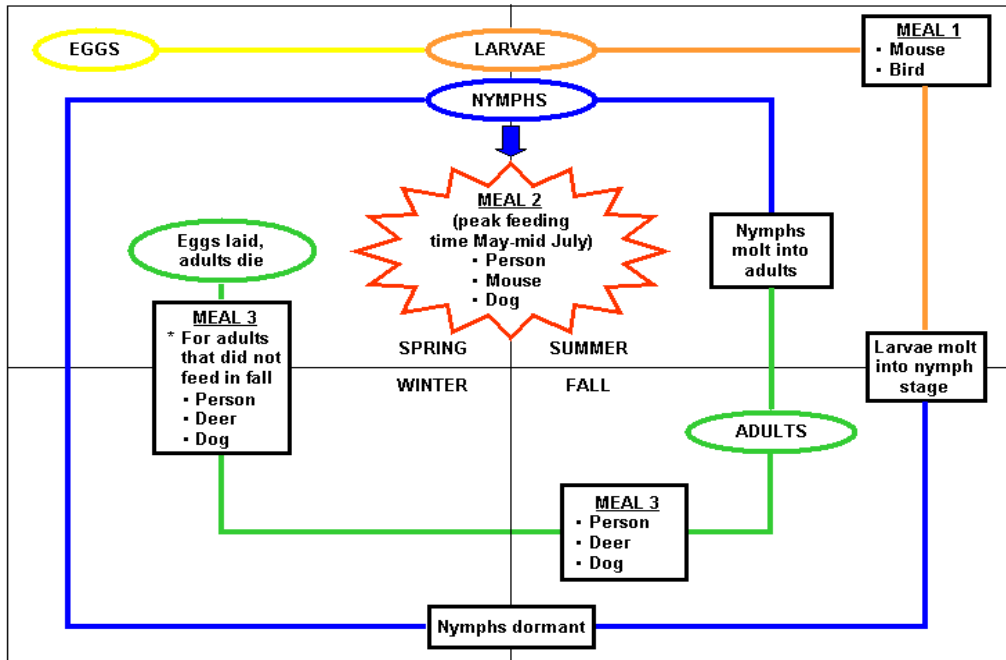 EGGS
LARVAE
MEAL 1
▪ Mouse
▪ Bird
NYMPHS
MEAL 2
(peak feeding
time May-mid July)
▪ Person
▪ Mouse
▪ Dog
Nymphs
molt into
adults
Eggs laid,
adults die
MEAL 3
* For adults
that did not
feed in fall
▪ Person
▪ Deer
▪ Dog
SPRING
SUMMER
WINTER
FALL
Larvae molt
into nymph
stage
ADULTS
MEAL 3
▪ Person
▪ Deer
▪ Dog
Nymphs dormant